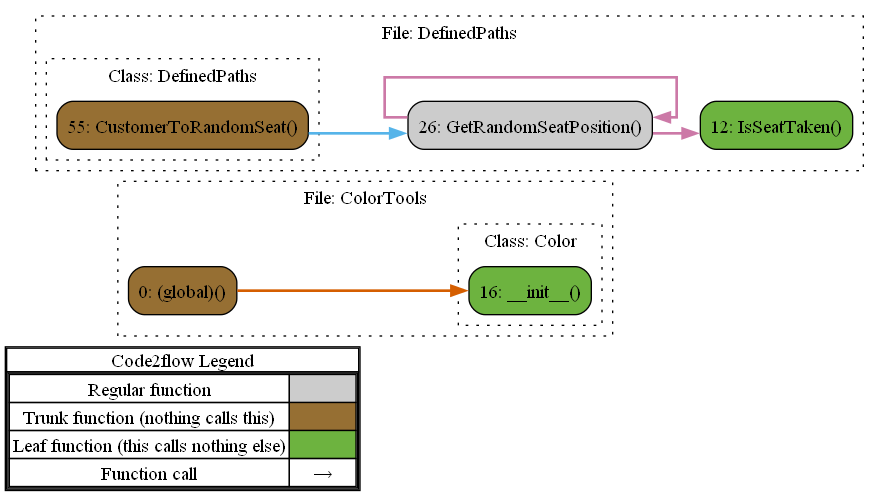 File: DefinedPaths
Class: DefinedPaths
55: CustomerToRandomSeat()
26: GetRandomSeatPosition()
12: IsSeatTaken()
File: ColorTools
Class: Color
0: (global)()
16: __init__()
Code2flow Legend
Regular function
Trunk function (nothing calls this)
Leaf function (this calls nothing else)
Function call →